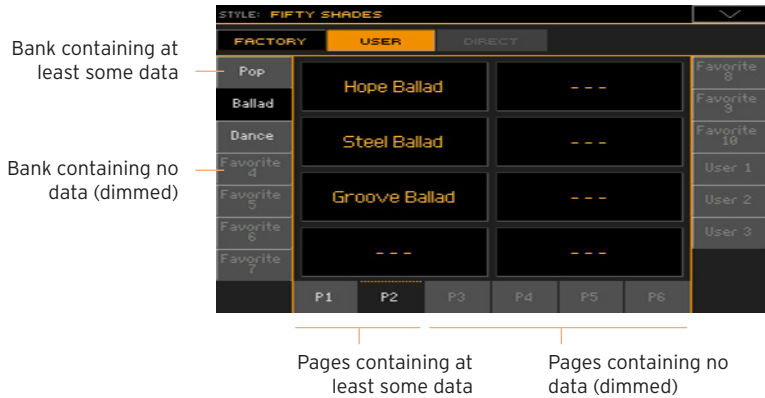 STYLE: FIFTY SHADES
FACTORY
USER
DIRECT
Bank containing at
least some data
Bank containing no
data (dimmed)
Pop
Ballad
Dance
Favorite
4
Favorite
5
Favorite
6
Favorite
7
Hope Ballad
- - -
Steel Ballad
- - -
Groove Ballad
- - -
- - -
- - -
Favorite
8
Favorite
9
Favorite
10
User 1
User 2
User 3
P1
P2
P3
P4
P5
P6
Pages containing at
least some data
Pages containing no
data (dimmed)